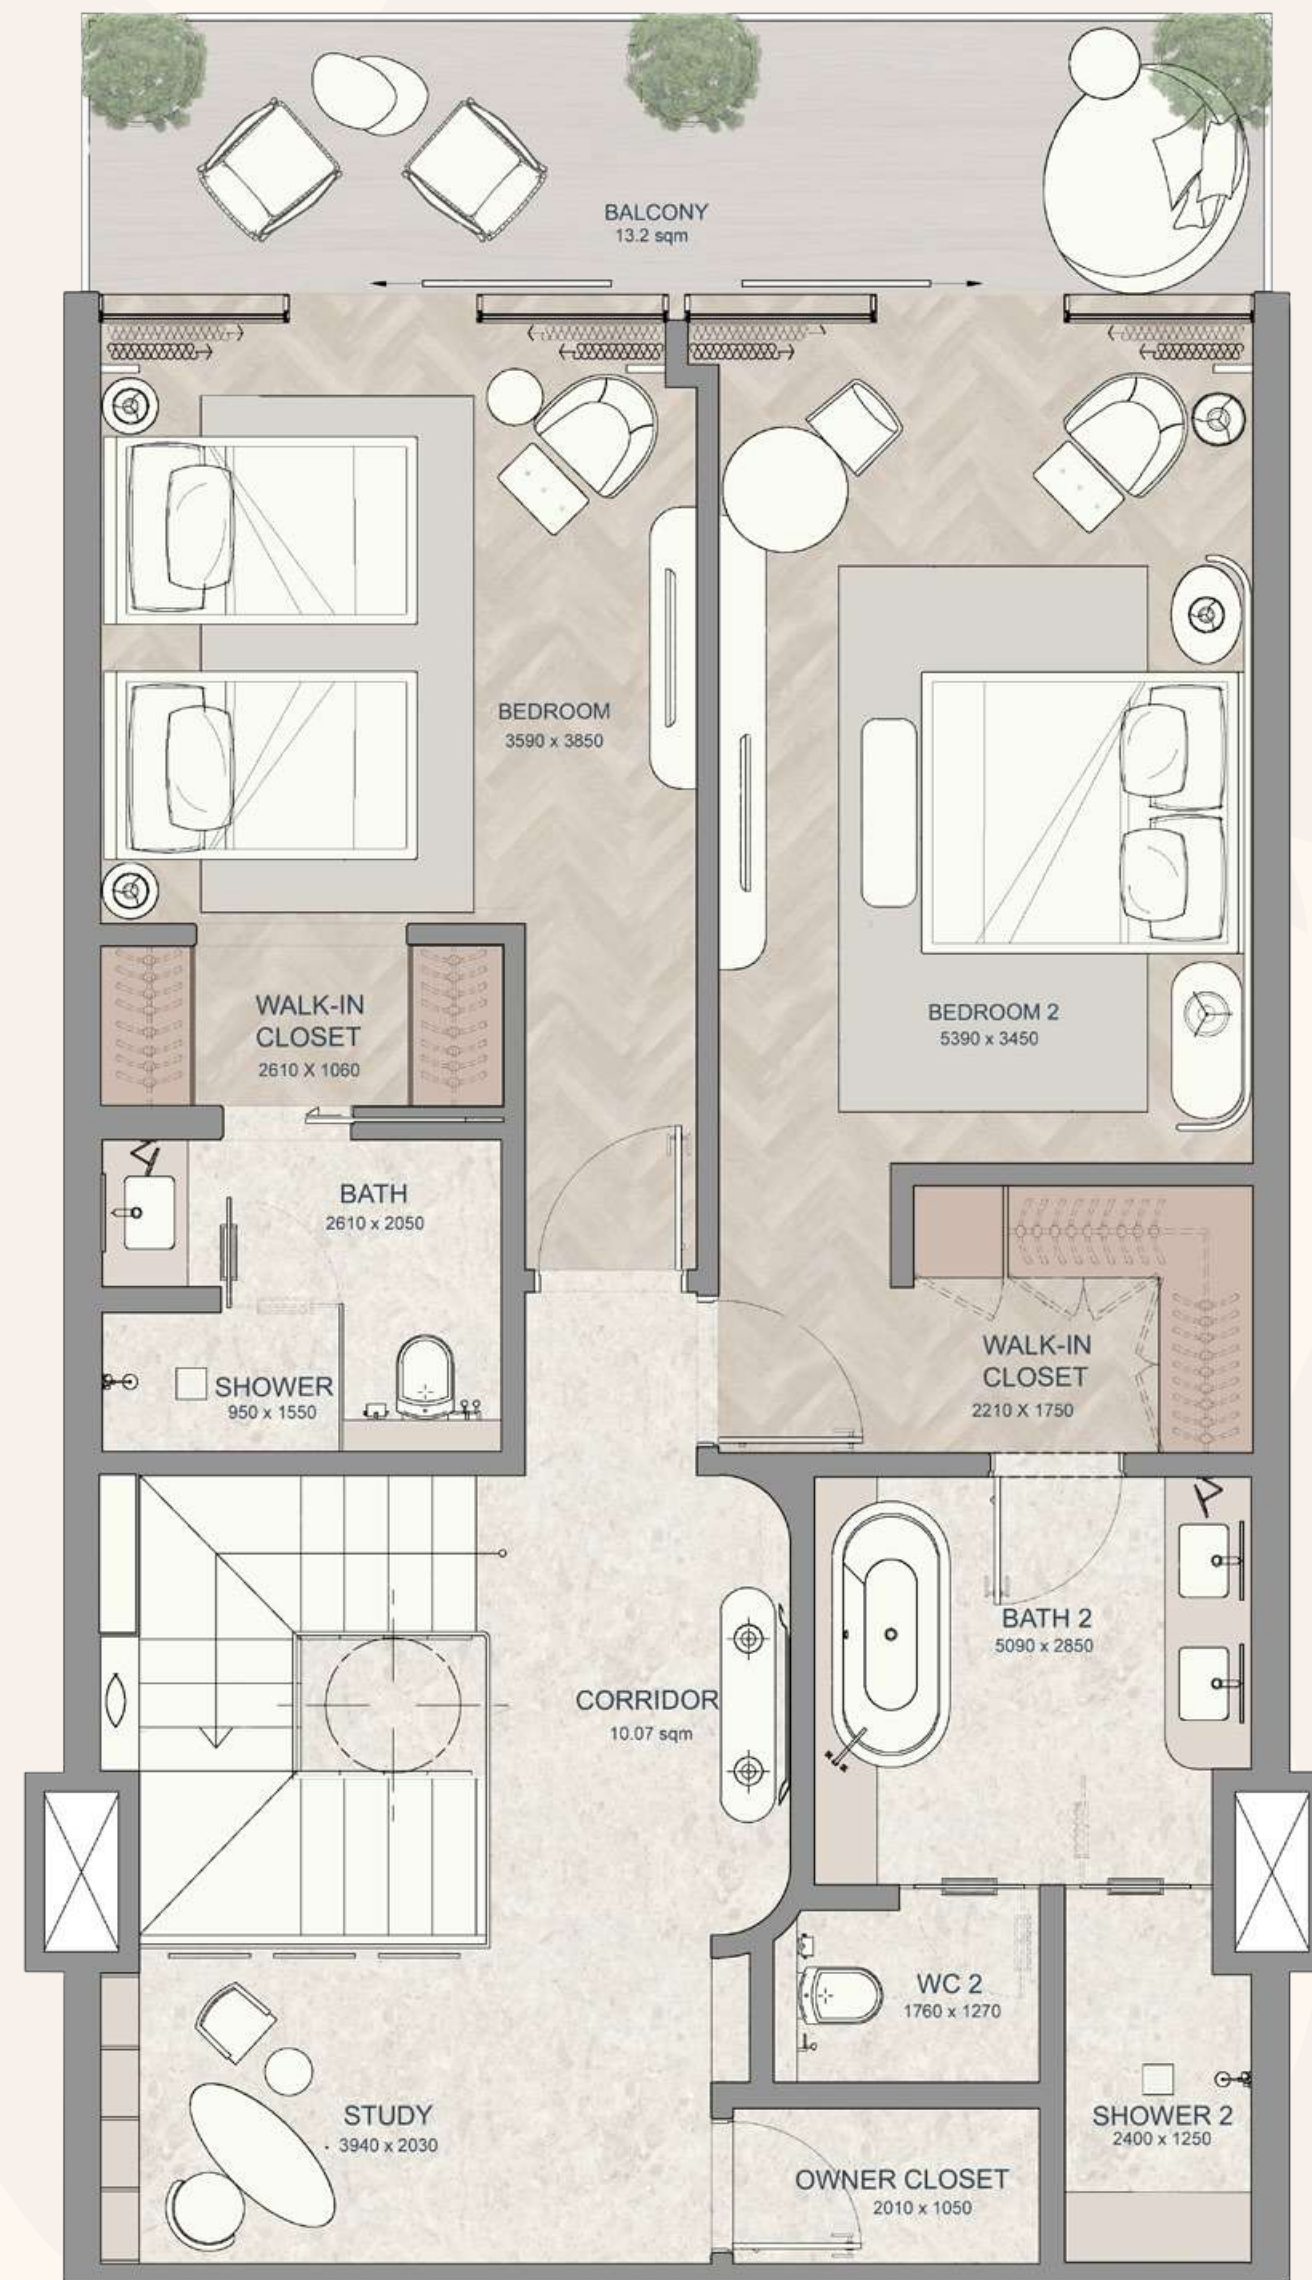 BALCONY
13.2 sqm
BEDROOM
3590 x 3850
WALK-IN
CLOSET
2610 X 1060
BEDROOM 2
5390 x 3450
BATH
2610 x 2050
SHOWER
950 x 1550
WALK-IN
CLOSET
2210 X 1750
BATH 2
5090 x 2850
CORRIDOR
10.07 sqm
WC 2
1760 x 1270
STUDY
3940 x 2030
SHOWER 2
2400 x 1250
OWNER CLOSET
2010 x 1050